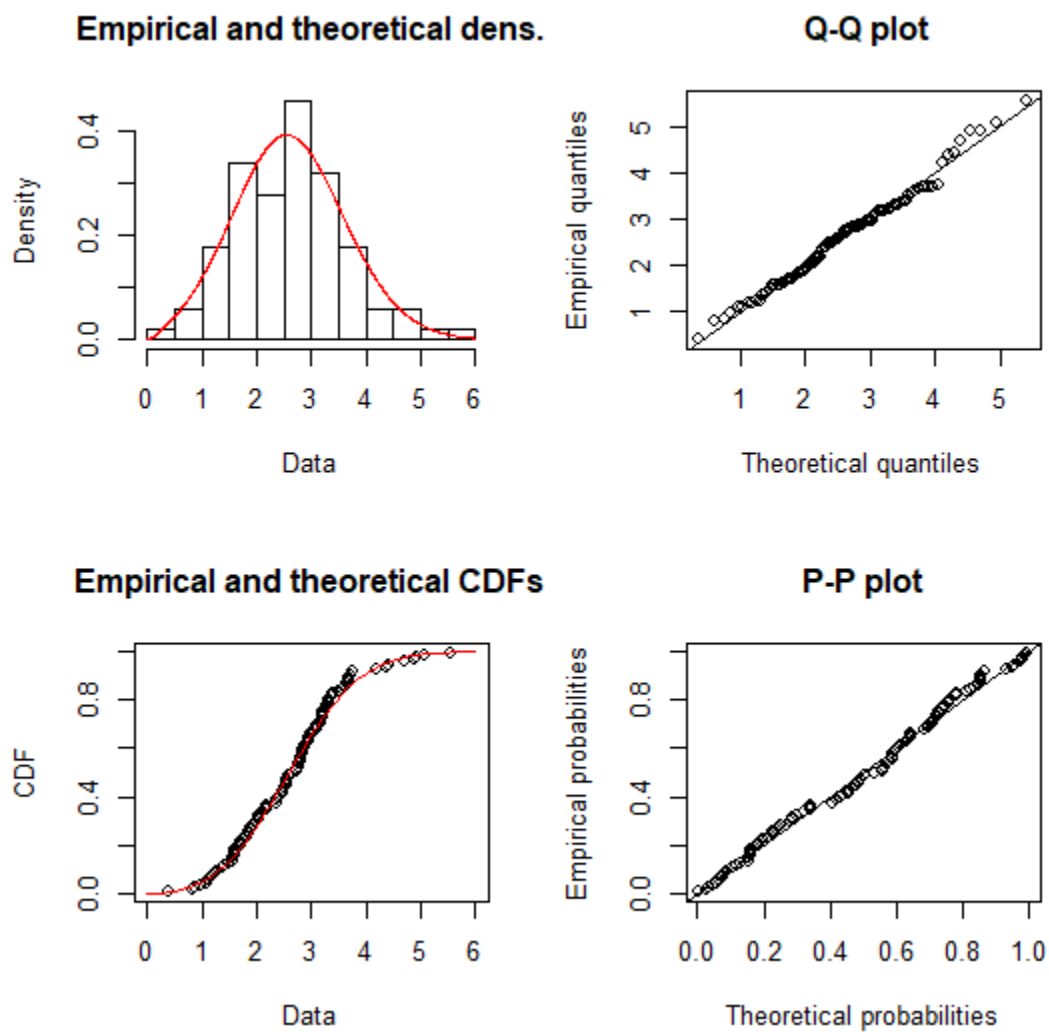 Empirical and theoretical dens.
Density
0.0 0.2 0.4
0 1 2 3 4 5 6
Data
Q-Q plot
Empirical quantiles
1 2 3 4 5
1 2 3 4 5
Theoretical quantiles
Empirical and theoretical CDFs
CDF
0.0 0.4 0.8
0 1 2 3 4 5 6
Data
P-P plot
Empirical probabilities
0.0 0.4 0.8
0.0 0.2 0.4 0.6 0.8 1.0
Theoretical probabilities